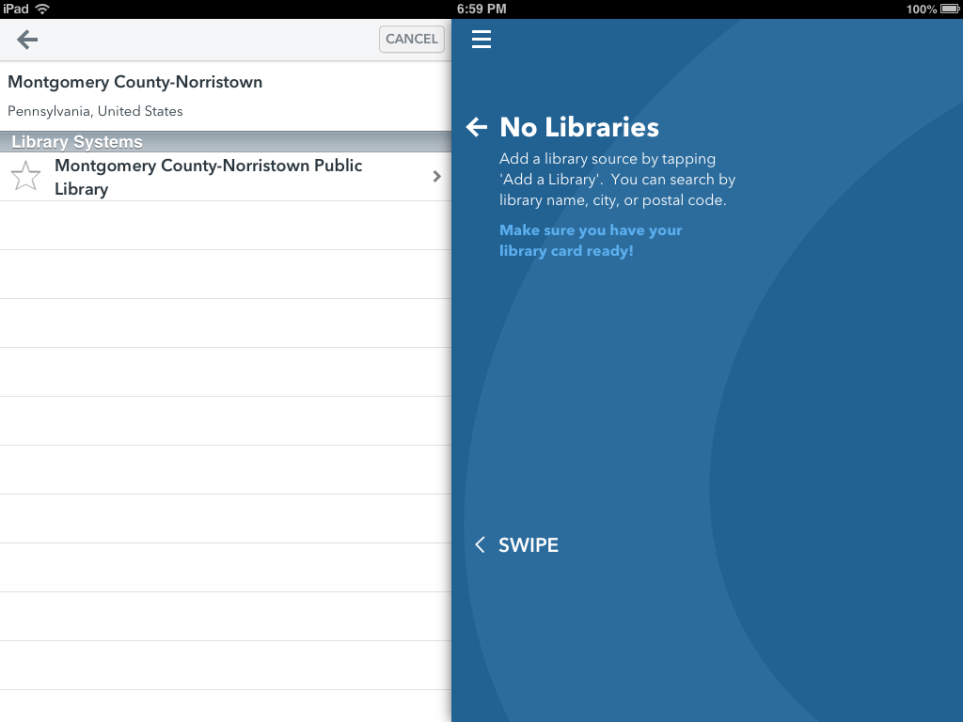 iPad 6:59 PM 100%
CANCEL
Montgomery County-Norristown
Pennsylvania, United States
Library Systems
Montgomery County-Norristown Public
Library
No Libraries
Add a library source by tapping
'Add a Library'.  You can search by
library name, city, or postal code.
Make sure you have your
library card ready!
SWIPE